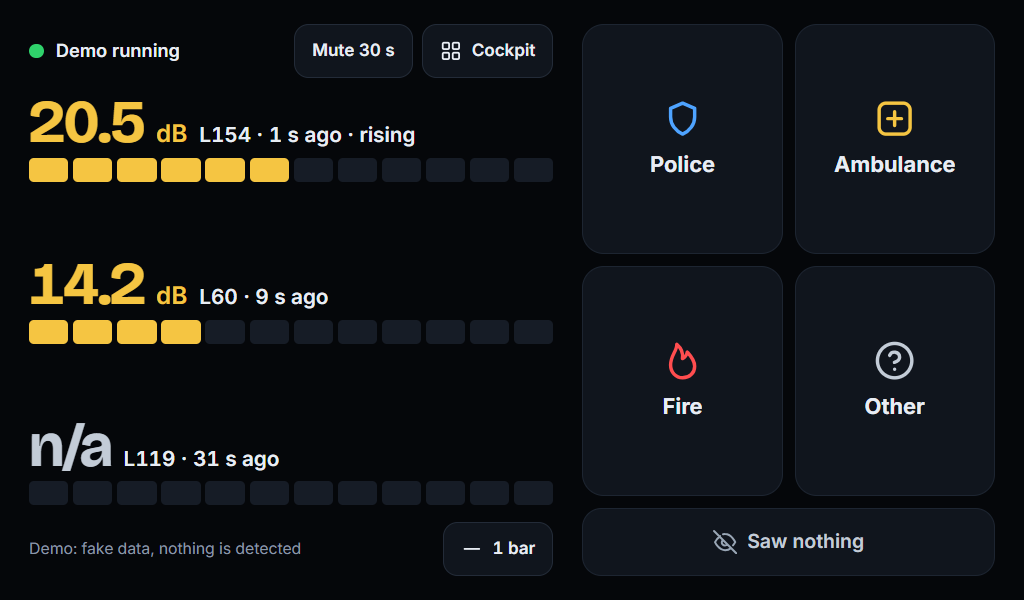 Demo running
Mute 30 s
Cockpit
20.5 dB L154 · 1 s ago · rising
14.2 dB L60 · 9 s ago
n/a L119 · 31 s ago
Demo: fake data, nothing is detected
— 1 bar
Police
Ambulance
Fire
Other
Saw nothing